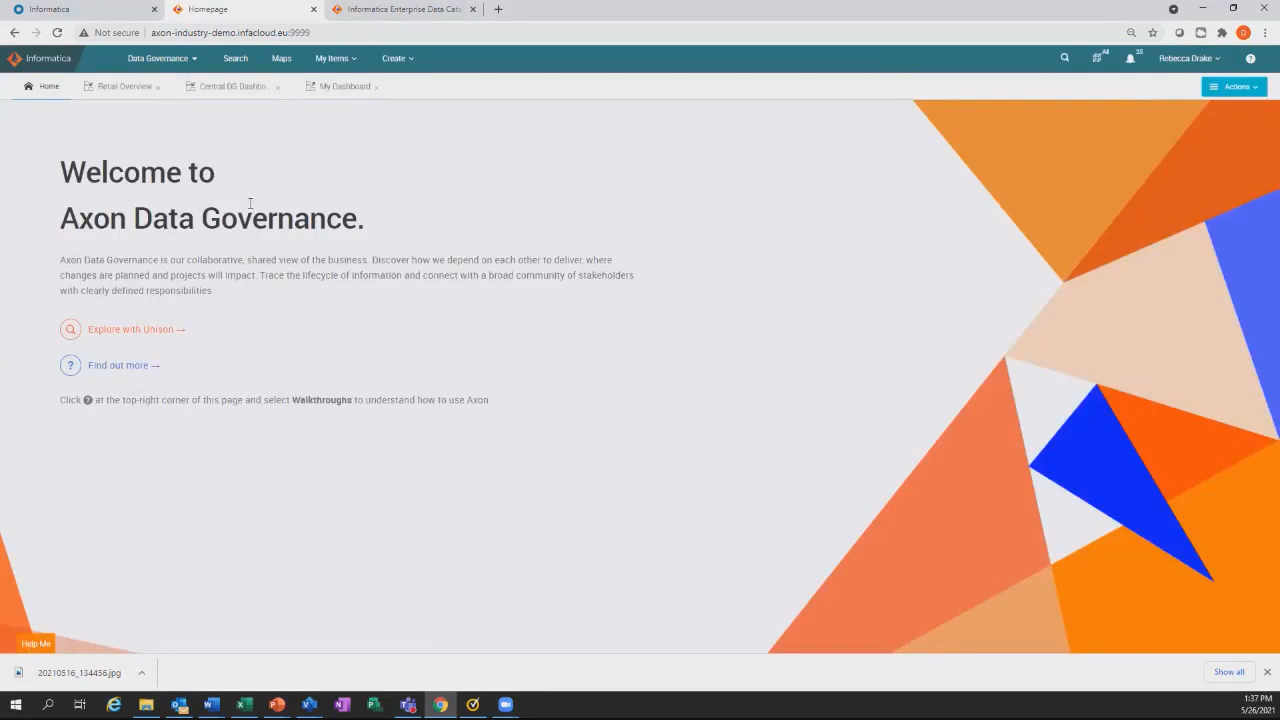 Informatica
Homepage
Informatica Enterprise Data Cata
Not secure
axon-industry-demo.infacloud.eu:9999
Informatica
Data Governance
Search
Maps
My Items
Create
All
25
Rebecca Drake
Home
Retail Overview
Central DG Dashbo...
My Dashboard
Actions
Welcome to
Axon Data Governance.
Axon Data Governance is our collaborative, shared view of the business. Discover how we depend on each other to deliver, where
changes are planned and projects will impact. Trace the lifecycle of information and connect with a broad community of stakeholders
with clearly defined responsibilities
Explore with Unison →
Find out more →
Click ? at the top-right corner of this page and select Walkthroughs to understand how to use Axon.
Help Me
20210516_134456.jpg
Show all
1:37 PM
5/26/2021